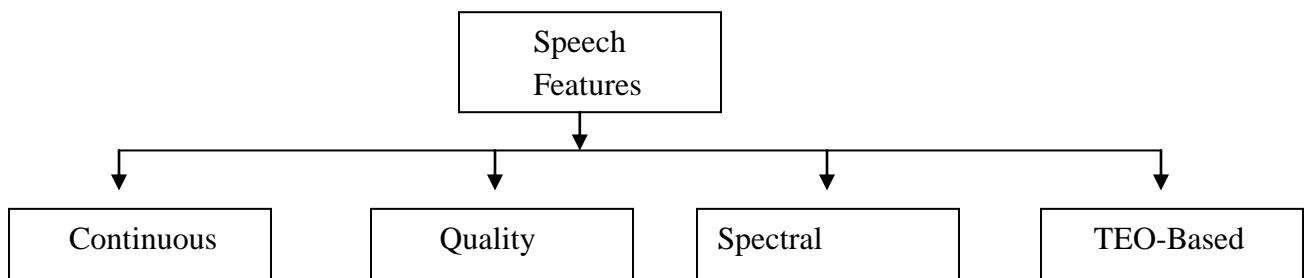 Speech
Features
Continuous
Quality
Spectral
TEO-Based